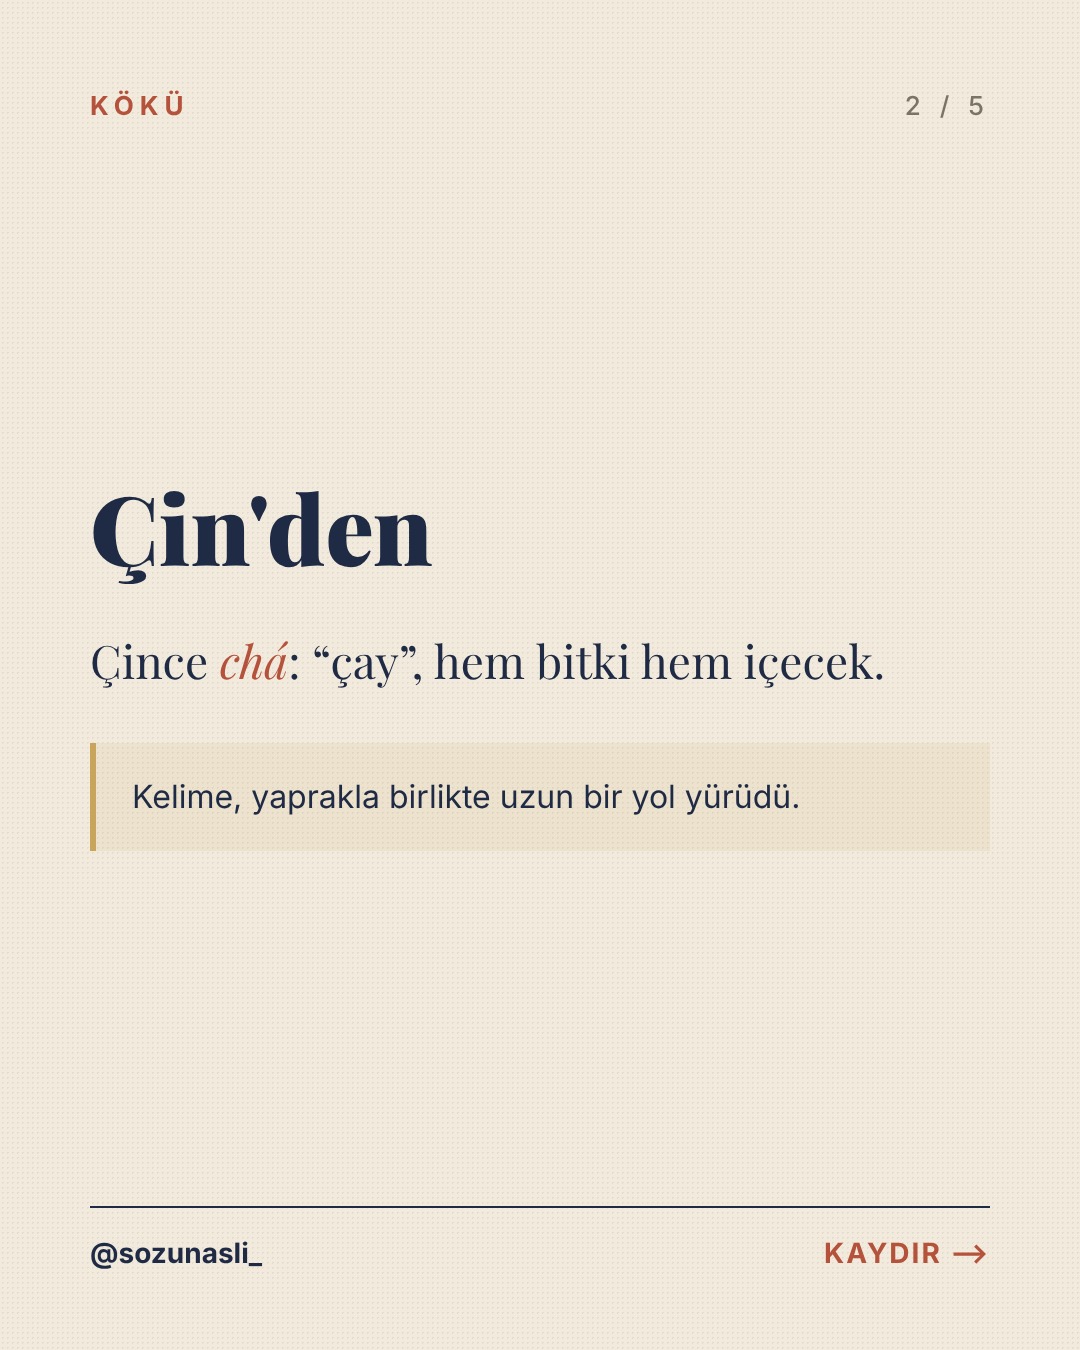 KÖKÜ
2 / 5
Çin'den
Çince chá: “çay”, hem bitki hem içecek.
Kelime, yaprakla birlikte uzun bir yol yürüdü.
@sozunasli_
KAYDIR →